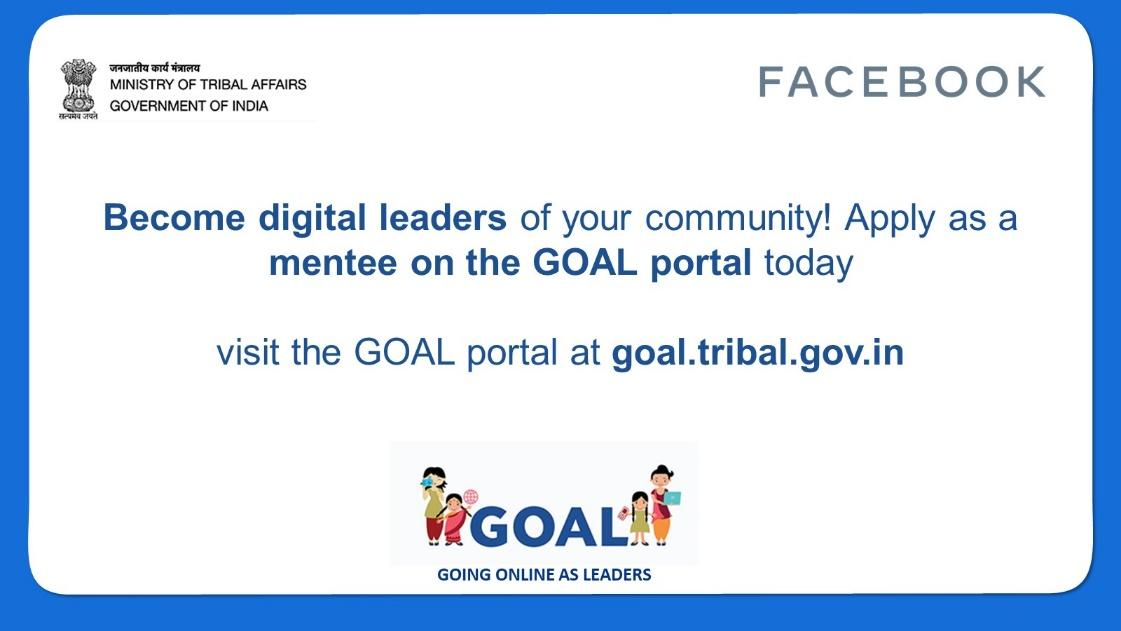 जनजातीय कार्य मंत्रालय
MINISTRY OF TRIBAL AFFAIRS
GOVERNMENT OF INDIA
सत्यमेव जयते
FACEBOOK
Become digital leaders of your community! Apply as a
mentee on the GOAL portal today
visit the GOAL portal at goal.tribal.gov.in
GOAL
GOING ONLINE AS LEADERS